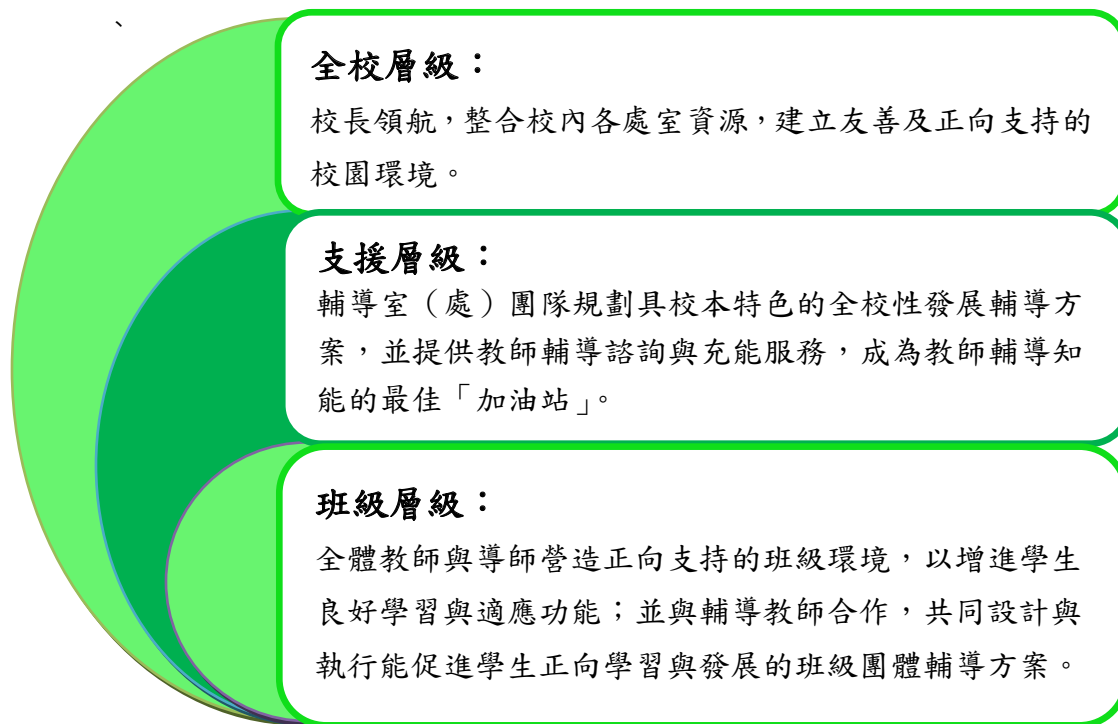 、
全校層級：
校長領航，整合校內各處室資源，建立友善及正向支持的
校園環境。
支援層級：
輔導室（處）團隊規劃具校本特色的全校性發展輔導方
案，並提供教師輔導諮詢與充能服務，成為教師輔導知
能的最佳「加油站」。
班級層級：
全體教師與導師營造正向支持的班級環境，以增進學生
良好學習與適應功能；並與輔導教師合作，共同設計與
執行能促進學生正向學習與發展的班級團體輔導方案。